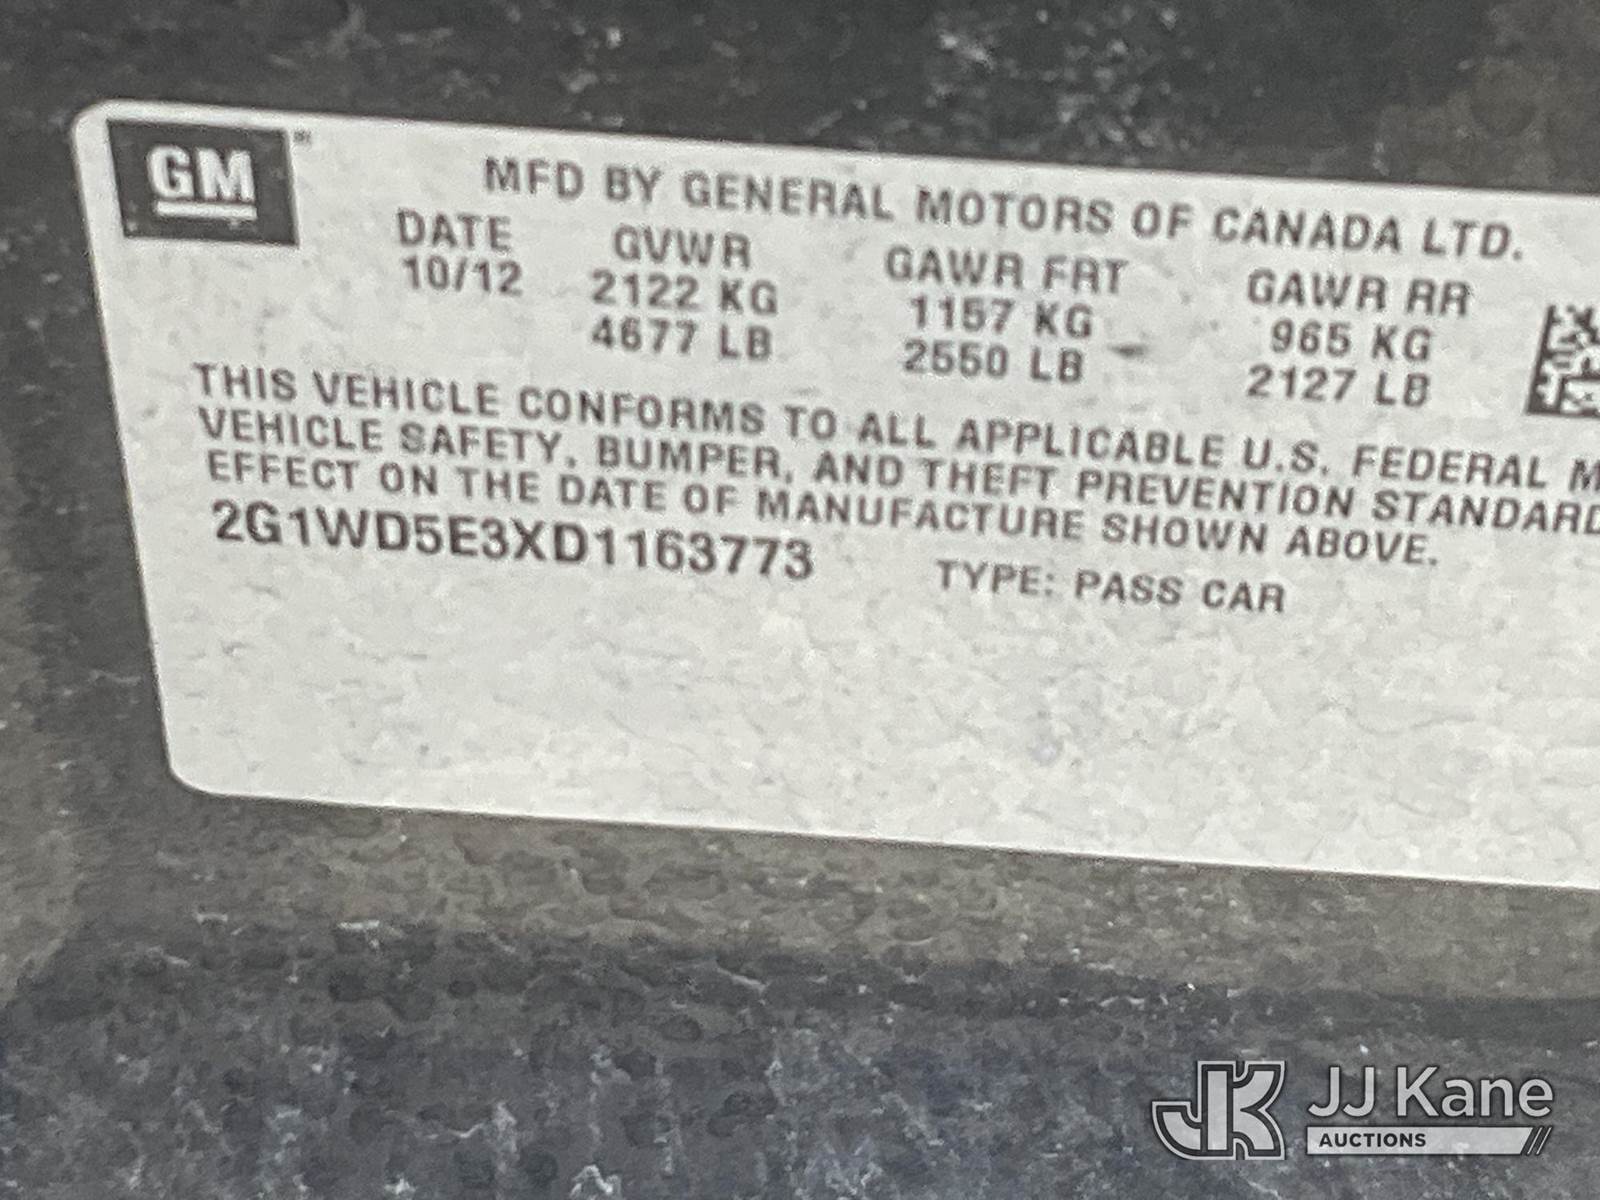 GM
MFD BY GENERAL MOTORS OF CANADA LTD.
DATE GVWR GAWR FRT GAWR RR
10/12 2122 KG 1157 KG 965 KG
4677 LB 2550 LB 2127 LB
THIS VEHICLE CONFORMS TO ALL APPLICABLE U.S. FEDERAL M
VEHICLE SAFETY, BUMPER, AND THEFT PREVENTION STANDARD
EFFECT ON THE DATE OF MANUFACTURE SHOWN ABOVE.
2G1WD5E3XD1163773 TYPE: PASS CAR
JK JJ Kane
AUCTIONS